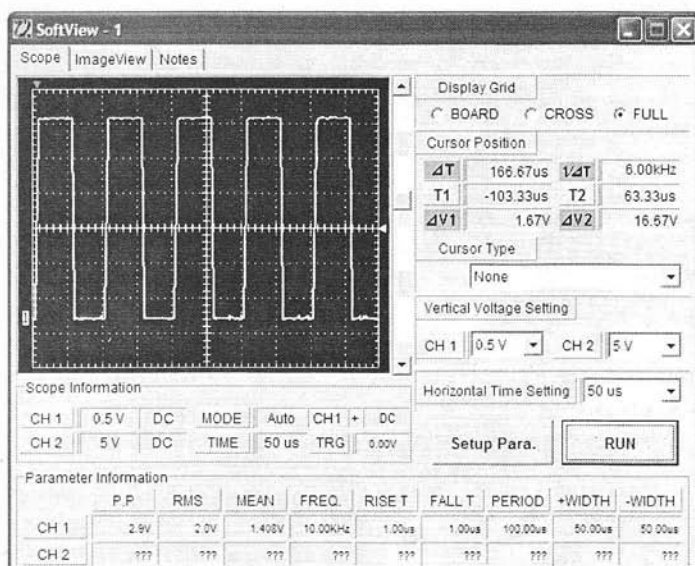 SoftView - 1
Scope ImageView Notes
Display Grid
BOARD CROSS FULL
Cursor Position
⊿T 166.67us 1/⊿T 6.00kHz
T1 -103.33us T2 63.33us
⊿V1 1.67V ⊿V2 16.67V
Cursor Type
None
Vertical Voltage Setting
CH 1 0.5 V CH 2 5 V
Horizontal Time Setting 50 us
1
Scope Information
CH 1 0.5 V DC MODE Auto CH1 + DC
CH 2 5 V DC TIME 50 us TRG 0.00V
Setup Para. RUN
Parameter Information
P.P RMS MEAN FREQ. RISE T FALL T PERIOD +WIDTH -WIDTH
CH 1 2.9V 2.0V 1.408V 10.00KHz 1.00us 1.00us 100.00us 50.00us 50.00us
CH 2 ??? ??? ??? ??? ??? ??? ??? ??? ???